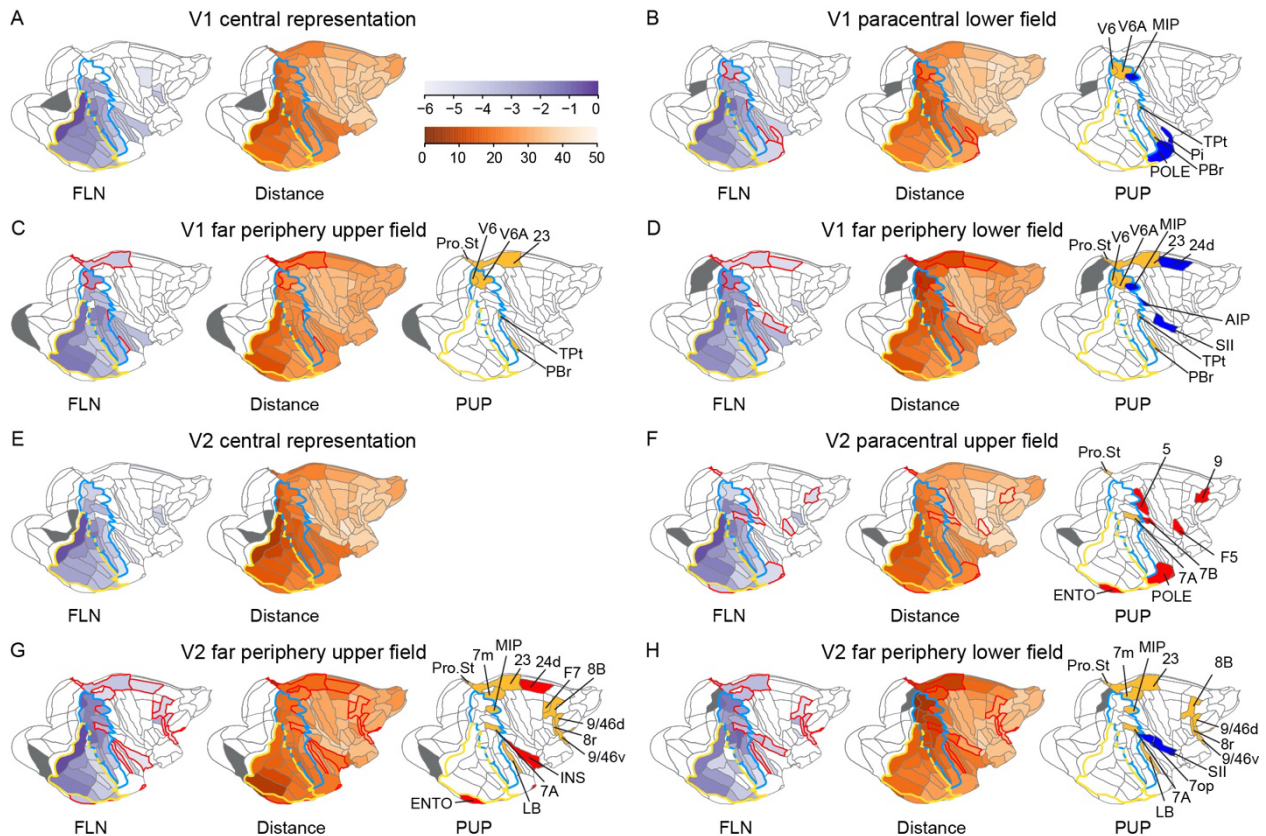 A V1 central representation
−6 −5 −4 −3 −2 −1 0
0 10 20 30 40 50
FLN Distance
B V1 paracentral lower field
V6 V6A MIP
TPt
Pi
PBr
POLE
FLN Distance PUP
C V1 far periphery upper field
Pro.St V6 V6A 23
TPt
PBr
FLN Distance PUP
D V1 far periphery lower field
Pro.St V6 V6A MIP 23 24d
AIP
SII
TPt
PBr
FLN Distance PUP
E V2 central representation
FLN Distance
F V2 paracentral upper field
Pro.St 5 9
F5
7B
7A
POLE
ENTO
FLN Distance PUP
G V2 far periphery upper field
Pro.St 7m MIP 23 24d F7 8B
9/46d
8r
9/46v
INS
7A
LB
ENTO
FLN Distance PUP
H V2 far periphery lower field
Pro.St 7m MIP 23 8B
9/46d
8r
9/46v
SII
7op
7A
LB
FLN Distance PUP